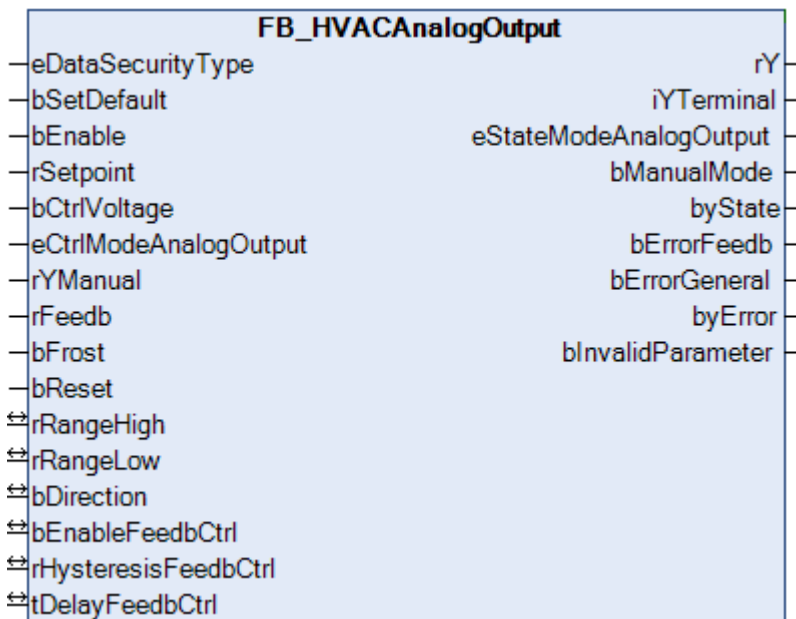 FB_HVACAnalogOutput
eDataSecurityType rY
bSetDefault iYTerminal
bEnable eStateModeAnalogOutput
rSetpoint bManualMode
bCtrlVoltage byState
eCtrlModeAnalogOutput bErrorFeedb
rYManual bErrorGeneral
rFeedb byError
bFrost bInvalidParameter
bReset
rRangeHigh
rRangeLow
bDirection
bEnableFeedbCtrl
rHysteresisFeedbCtrl
tDelayFeedbCtrl